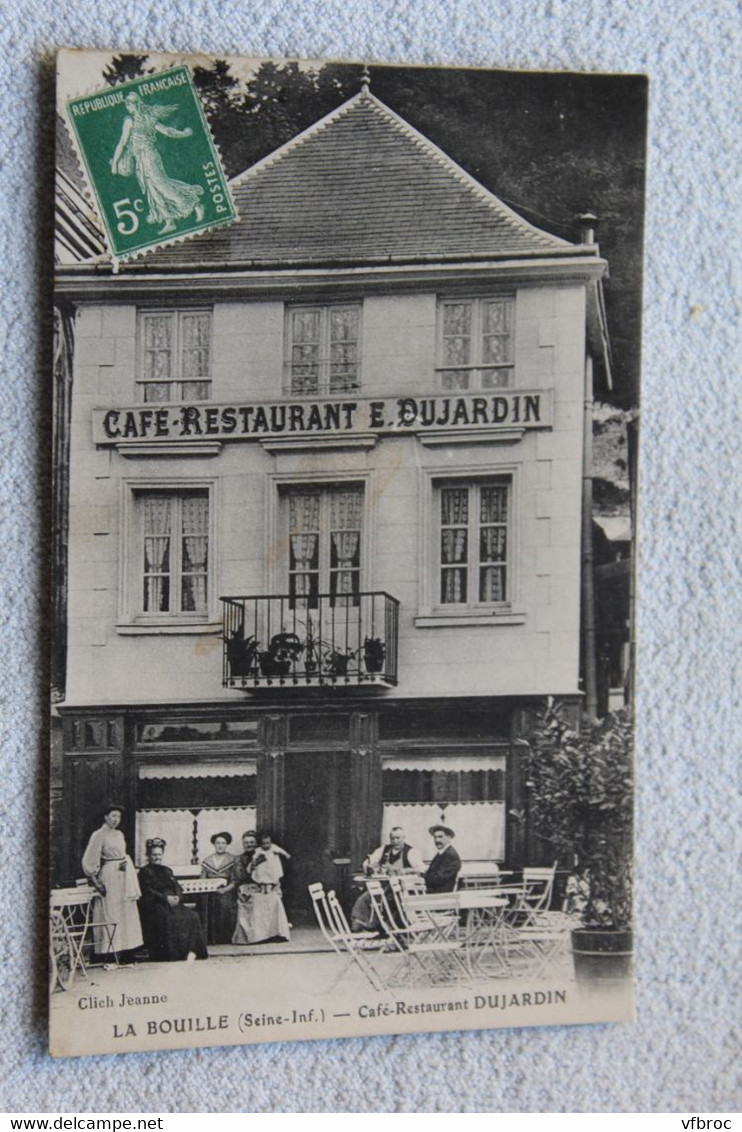 REPUBLIQUE FRANÇAISE
5c
POSTES
CAFÉ-RESTAURANT E. DUJARDIN
Clich Jeanne
LA BOUILLE (Seine-Inf.) — Café-Restaurant DUJARDIN
www.delcampe.net
vfbroc